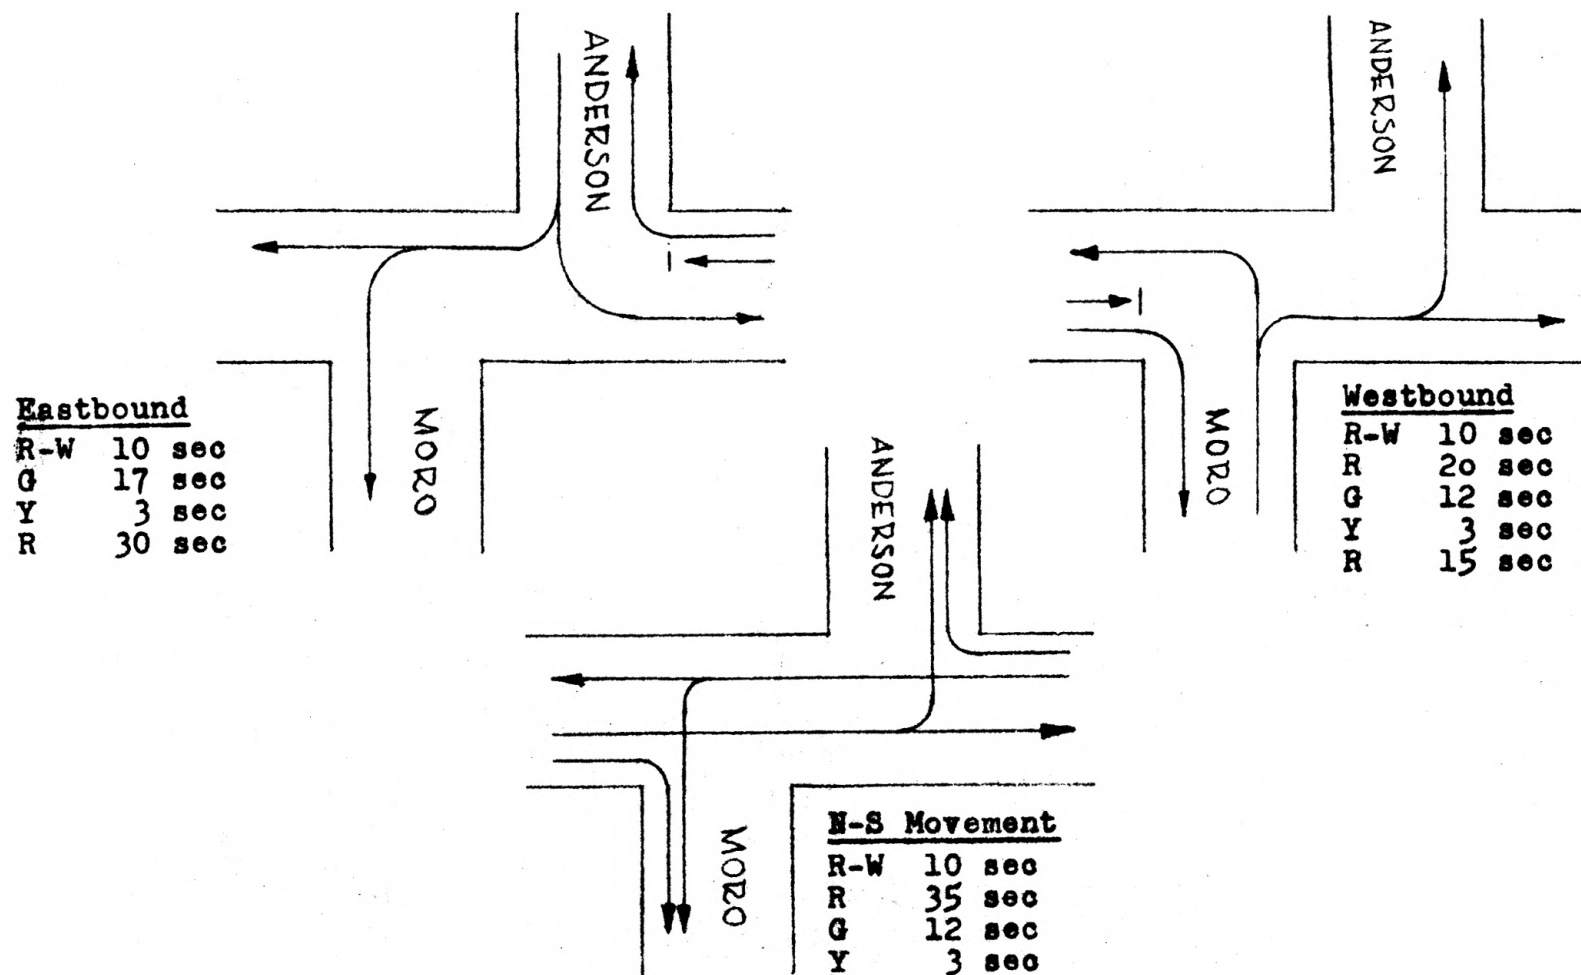 ANDERSON
ANDERSON
MORO
Eastbound
R-W 10 sec
G 17 sec
Y 3 sec
R 30 sec
MORO
Westbound
R-W 10 sec
R 20 sec
G 12 sec
Y 3 sec
R 15 sec
ANDERSON
MORO
N-S Movement
R-W 10 sec
R 35 sec
G 12 sec
Y 3 sec